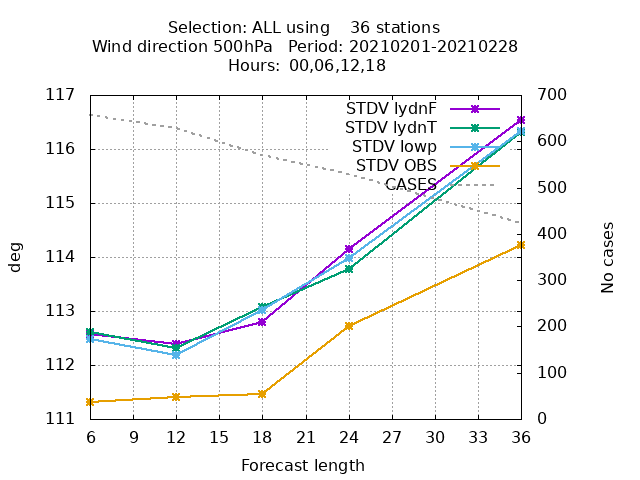 Selection: ALL using    36 stations
Wind direction 500hPa   Period: 20210201-20210228
Hours: 00,06,12,18
117
116
115
114
113
112
111
deg
STDV lydnF
STDV lydnT
STDV lowp
STDV OBS
CASES
700
600
500
400
300
200
100
0
No cases
6 9 12 15 18 21 24 27 30 33 36
Forecast length